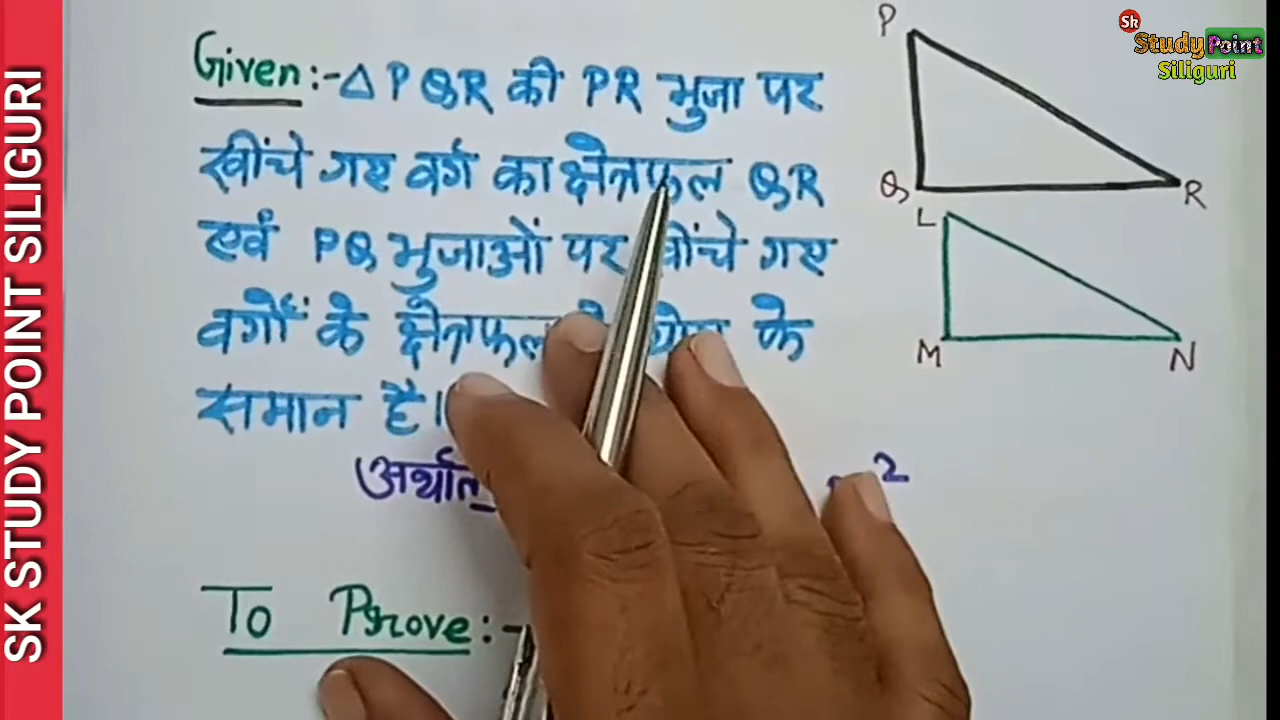 SK STUDY POINT SILIGURI
Sk
Study Point
Siliguri
Given:- △PQR की PR भुजा पर
खींचे गए वर्ग का क्षेत्रफल QR
एवं PQ भुजाओं पर खींचे गए
वर्गों के क्षेत्रफल के
समान है।
अर्थात 2
To Prove:-
P
Q
R
L
M
N